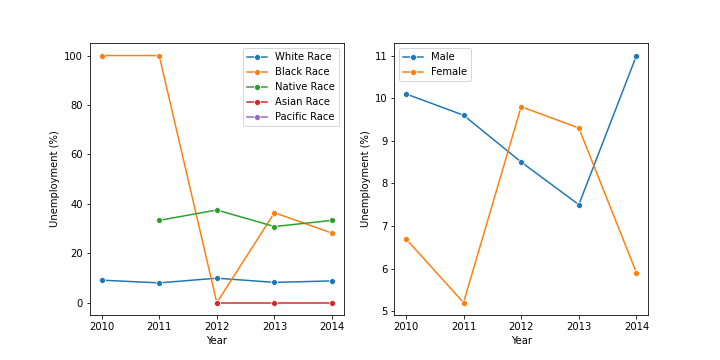 Unemployment (%)
100
80
60
40
20
0
2010 2011 2012 2013 2014
Year
White Race
Black Race
Native Race
Asian Race
Pacific Race
Unemployment (%)
11
10
9
8
7
6
5
2010 2011 2012 2013 2014
Year
Male
Female